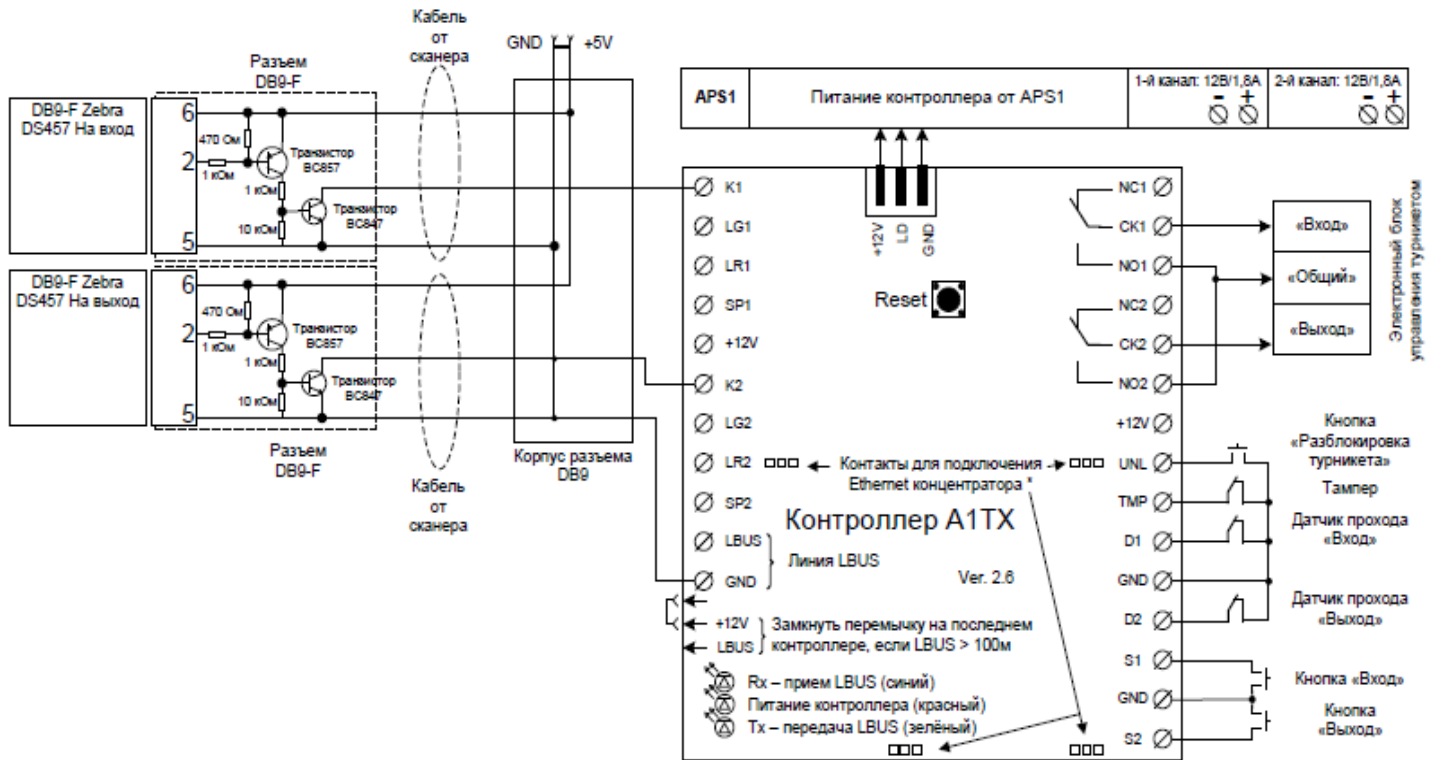 Кабель
от
сканера
GND
+5V
Разъем
DB9-F
DB9-F Zebra
DS457 На вход
6
470 Ом
2
1 кОм
Транзистор
BC857
1 кОм
Транзистор
BC847
10 кОм
5
DB9-F Zebra
DS457 На выход
6
470 Ом
2
1 кОм
Транзистор
BC857
1 кОм
Транзистор
BC847
10 кОм
5
Разъем
DB9-F
Кабель
от
сканера
Корпус разъема
DB9
APS1
Питание контроллера от APS1
1-й канал: 12В/1,8А
- +
2-й канал: 12В/1,8А
- +
K1
LG1
LR1
SP1
+12V
K2
LG2
LR2
SP2
LBUS
GND
Линия LBUS
+12V
LBUS
Замкнуть перемычку на последнем
контроллере, если LBUS > 100м
Rx – прием LBUS (синий)
Питание контроллера (красный)
Tx – передача LBUS (зелёный)
+12V
LD
GND
Reset
Контакты для подключения
Ethernet концентратора *
Контроллер A1TX
Ver. 2.6
NC1
CK1
NO1
NC2
CK2
NO2
+12V
UNL
TMP
D1
GND
D2
S1
GND
S2
«Вход»
«Общий»
«Выход»
Электронный блок
управления турникетом
Кнопка
«Разблокировка
турникета»
Тампер
Датчик прохода
«Вход»
Датчик прохода
«Выход»
Кнопка «Вход»
Кнопка
«Выход»